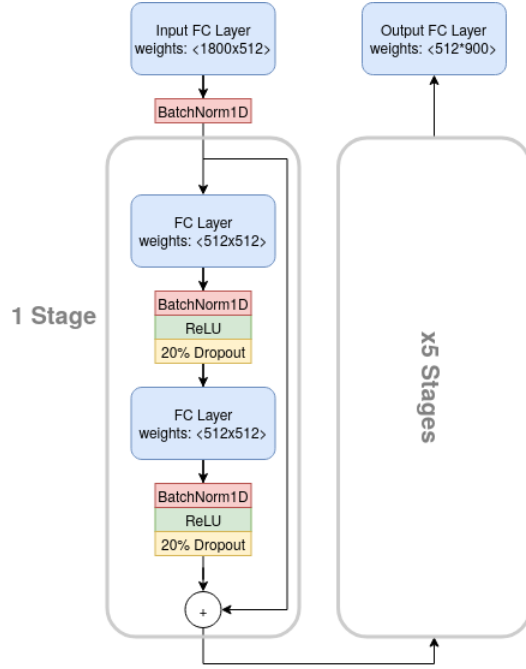 Input FC Layer
weights: <1800x512>
BatchNorm1D
1 Stage
FC Layer
weights: <512x512>
BatchNorm1D
ReLU
20% Dropout
FC Layer
weights: <512x512>
BatchNorm1D
ReLU
20% Dropout
+
Output FC Layer
weights: <512*900>
x5 Stages